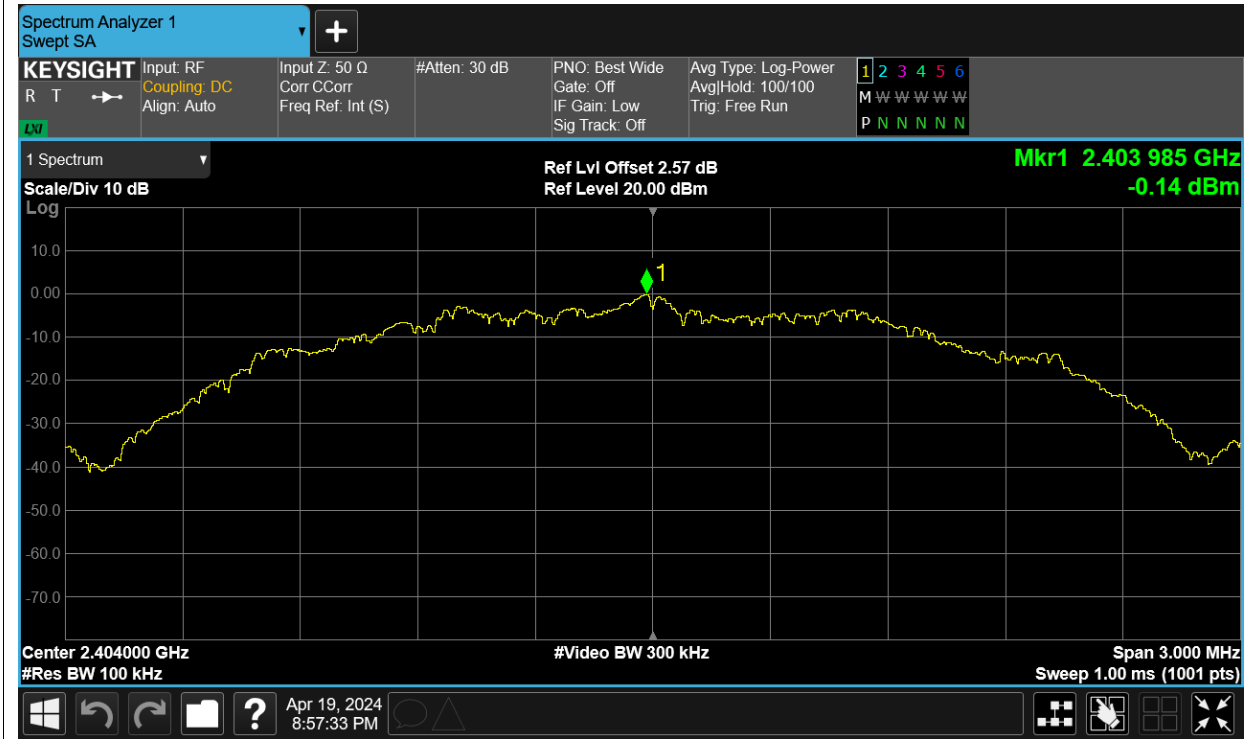 Spectrum Analyzer 1
Swept SA
KEYSIGHT
R T
LXI
Input: RF
Coupling: DC
Align: Auto
Input Z: 50 Ω
Corr CCorr
Freq Ref: Int (S)
#Atten: 30 dB
PNO: Best Wide
Gate: Off
IF Gain: Low
Sig Track: Off
Avg Type: Log-Power
Avg|Hold: 100/100
Trig: Free Run
1 2 3 4 5 6
M W W W W W
P N N N N N
1 Spectrum
Scale/Div 10 dB
Log
Ref Lvl Offset 2.57 dB
Ref Level 20.00 dBm
Mkr1 2.403 985 GHz
-0.14 dBm
1
10.0
0.00
-10.0
-20.0
-30.0
-40.0
-50.0
-60.0
-70.0
Center 2.404000 GHz
#Res BW 100 kHz
#Video BW 300 kHz
Span 3.000 MHz
Sweep 1.00 ms (1001 pts)
?
Apr 19, 2024
8:57:33 PM